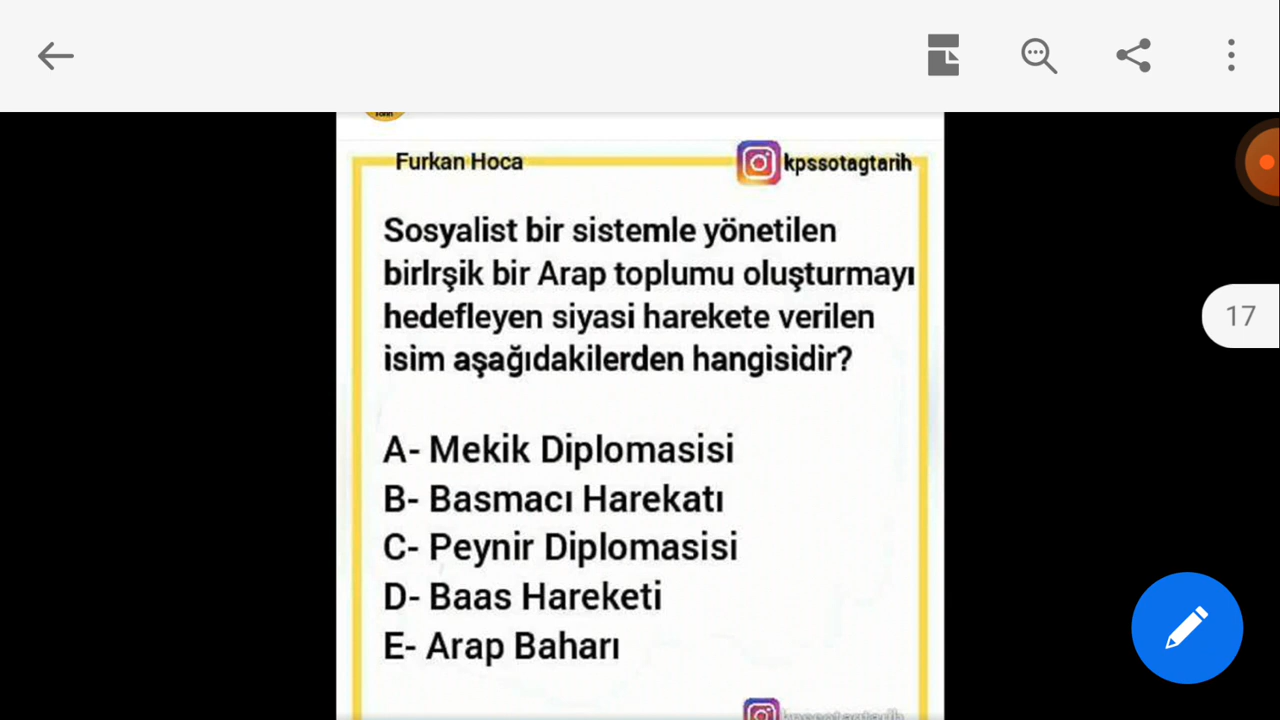 Furkan Hoca
kpssotagtarih
Sosyalist bir sistemle yönetilen
birlrşik bir Arap toplumu oluşturmayı
hedefleyen siyasi harekete verilen
isim aşağıdakilerden hangisidir?
17
A- Mekik Diplomasisi
B- Basmacı Harekatı
C- Peynir Diplomasisi
D- Baas Hareketi
E- Arap Baharı
kpssotagtarih